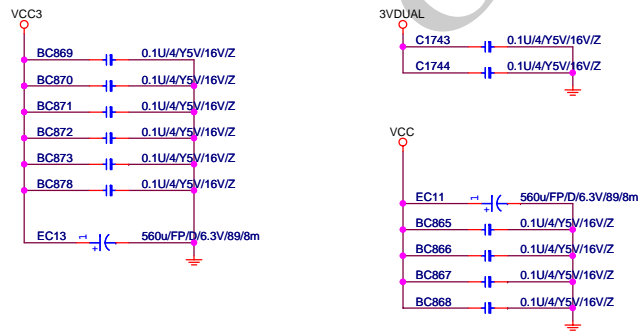 VCC3
BC869 0.1U/4/Y5V/16V/Z
BC870 0.1U/4/Y5V/16V/Z
BC871 0.1U/4/Y5V/16V/Z
BC872 0.1U/4/Y5V/16V/Z
BC873 0.1U/4/Y5V/16V/Z
BC878 0.1U/4/Y5V/16V/Z
EC13 1 + 560u/FP/D/6.3V/89/8m
3VDUAL
C1743 0.1U/4/Y5V/16V/Z
C1744 0.1U/4/Y5V/16V/Z
VCC
EC11 1 + 560u/FP/D/6.3V/89/8m
BC865 0.1U/4/Y5V/16V/Z
BC866 0.1U/4/Y5V/16V/Z
BC867 0.1U/4/Y5V/16V/Z
BC868 0.1U/4/Y5V/16V/Z